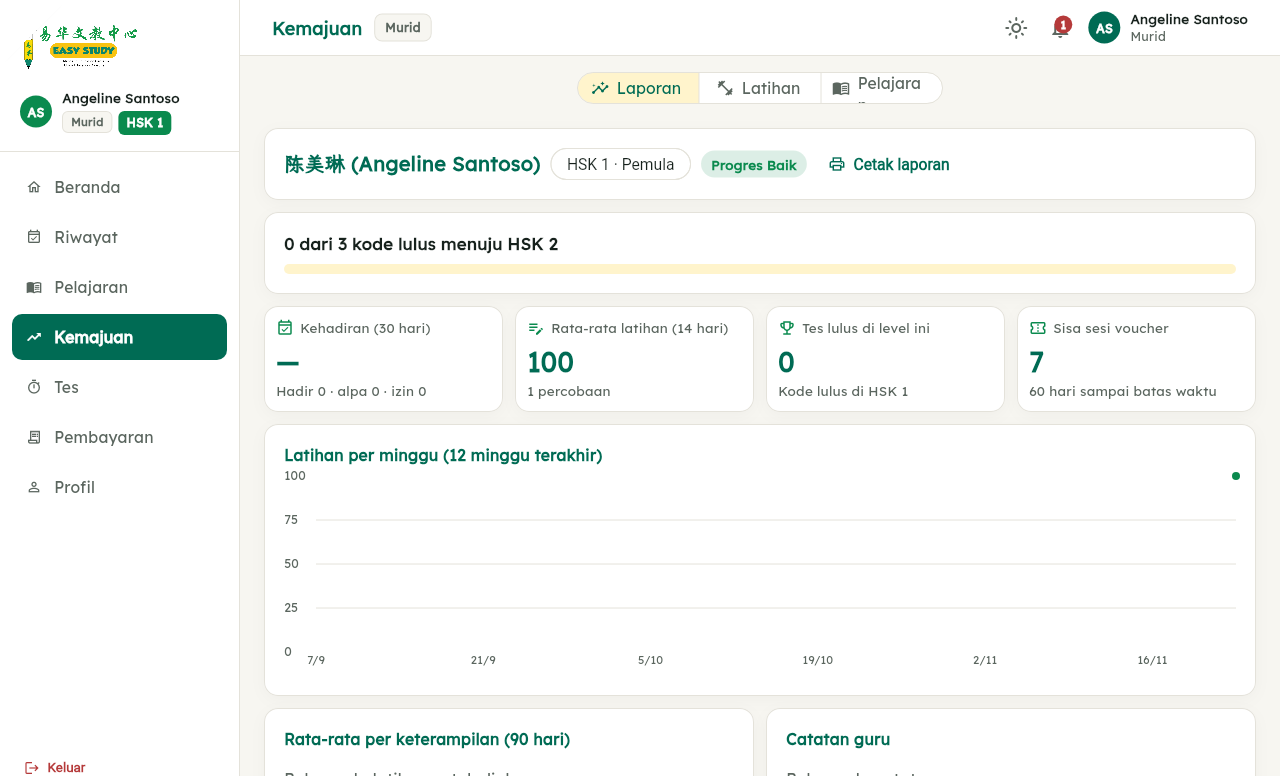 易华文教中心
EASY STUDY
AS
Angeline Santoso
Murid
HSK 1
Beranda
Riwayat
Pelajaran
Kemajuan
Tes
Pembayaran
Profil
Keluar
Kemajuan
Murid
1
AS
Angeline Santoso
Murid
Laporan
Latihan
Pelajara
陈美琳 (Angeline Santoso)
HSK 1 · Pemula
Progres Baik
Cetak laporan
0 dari 3 kode lulus menuju HSK 2
Kehadiran (30 hari)
—
Hadir 0 · alpa 0 · izin 0
Rata-rata latihan (14 hari)
100
1 percobaan
Tes lulus di level ini
0
Kode lulus di HSK 1
Sisa sesi voucher
7
60 hari sampai batas waktu
Latihan per minggu (12 minggu terakhir)
100
75
50
25
0
7/9
21/9
5/10
19/10
2/11
16/11
Rata-rata per keterampilan (90 hari)
Catatan guru